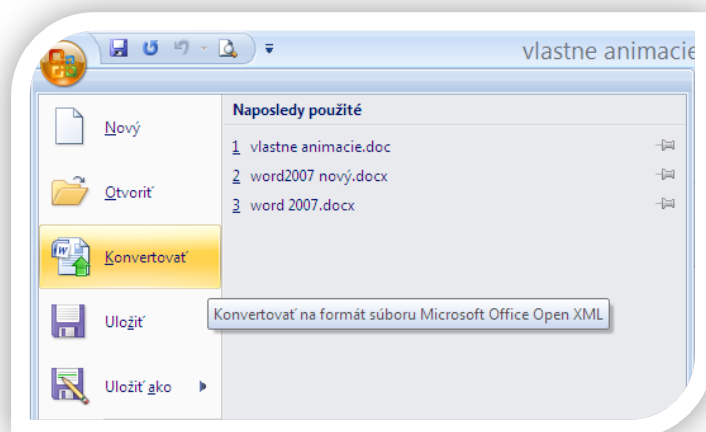 vlastne animacie
Naposledy použité
Nový
1 vlastne animacie.doc
2 word2007 nový.docx
Otvoriť
3 word 2007.docx
Konvertovať
Uložiť
Konvertovať na formát súboru Microsoft Office Open XML
Uložiť ako